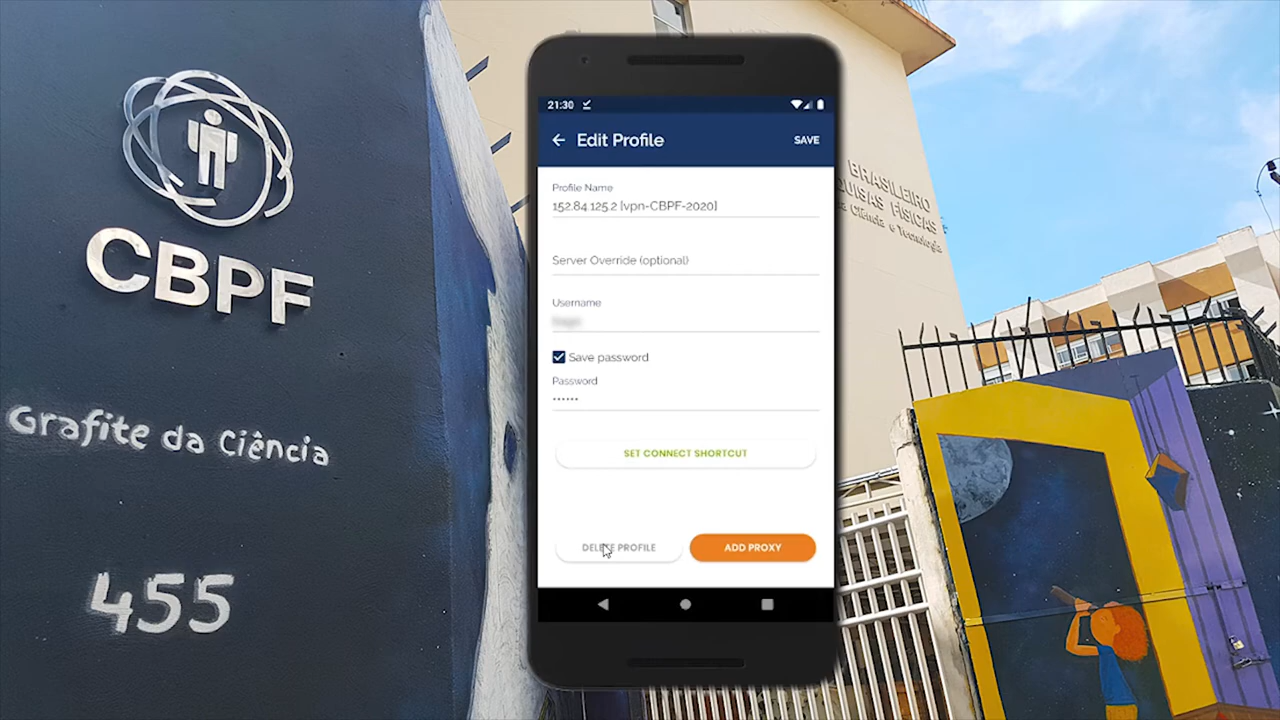 CBPF
Grafite da Ciência
455
21:30
Edit Profile
SAVE
Profile Name
152.84.125.2 [vpn-CBPF-2020]
Server Override (optional)
Username
Save password
Password
••••••
SET CONNECT SHORTCUT
DELETE PROFILE
ADD PROXY
BRASILEIRO
UISAS FÍSICAS
Ciência e Tecnologia